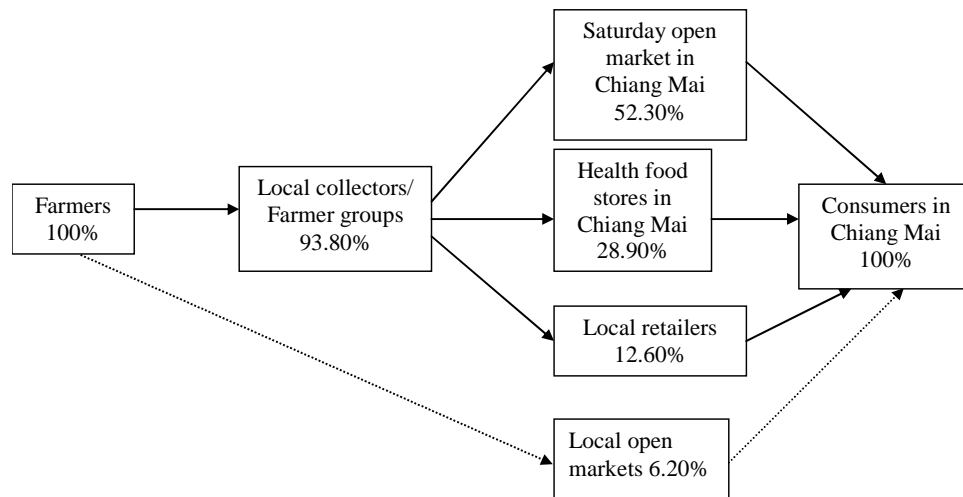 Saturday open
market in
Chiang Mai
52.30%
Farmers
100%
Local collectors/
Farmer groups
93.80%
Health food
stores in
Chiang Mai
28.90%
Consumers in
Chiang Mai
100%
Local retailers
12.60%
Local open
markets 6.20%